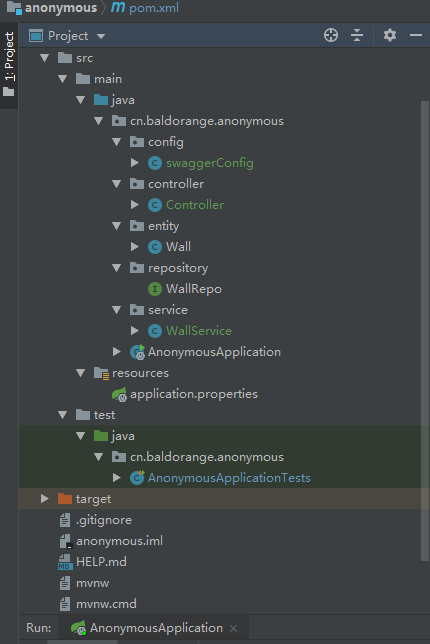 anonymous pom.xml
1: Project
Project
src
main
java
cn.baldorange.anonymous
config
swaggerConfig
controller
Controller
entity
Wall
repository
WallRepo
service
WallService
AnonymousApplication
resources
application.properties
test
java
cn.baldorange.anonymous
AnonymousApplicationTests
target
.gitignore
anonymous.iml
HELP.md
mvnw
mvnw.cmd
Run: AnonymousApplication